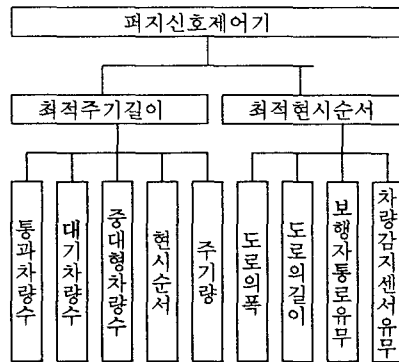 퍼지신호제어기
최적주기길이
최적현시순서
통과차량수
대기차량수
중대형차량수
현시순서
주기량
도로의폭
도로의길이
보행자통로유무
차량감지센서유무